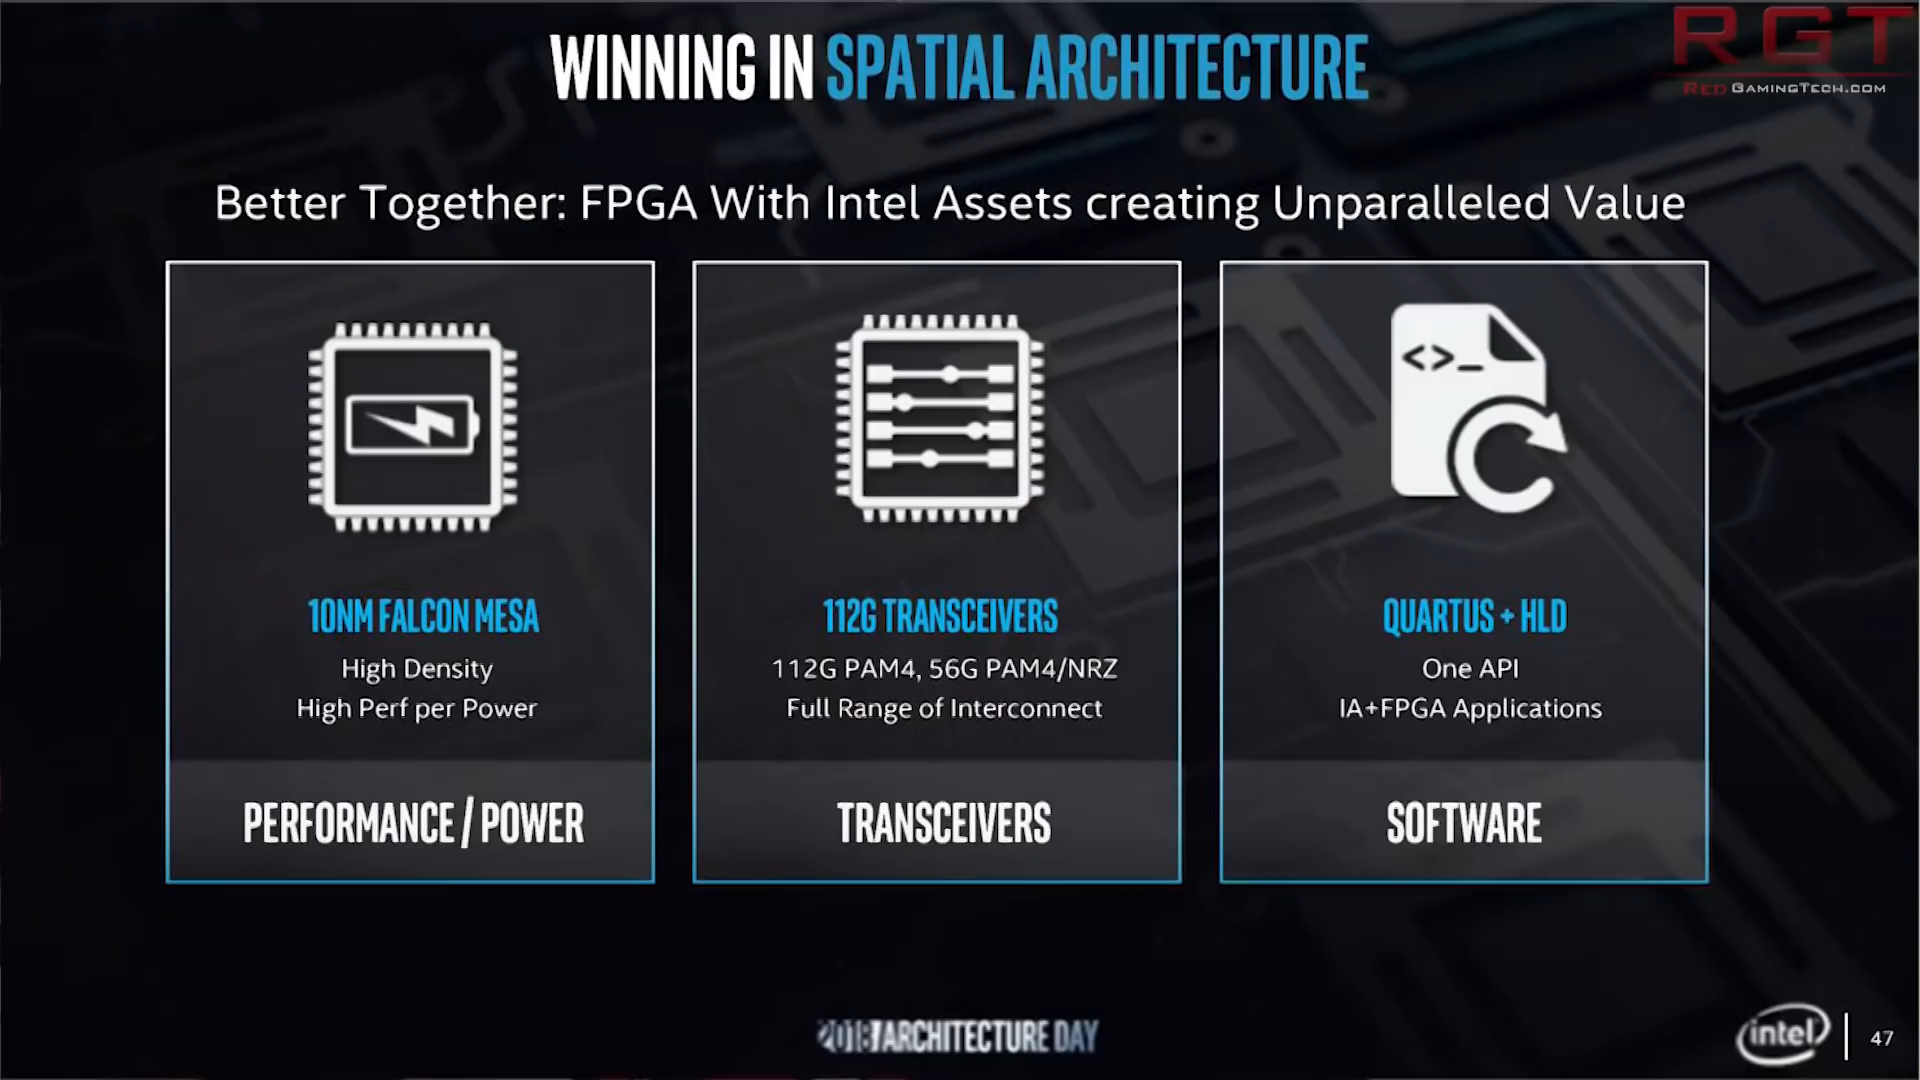 RGT
REDGAMINGTECH.COM
WINNING IN SPATIAL ARCHITECTURE
Better Together: FPGA With Intel Assets creating Unparalleled Value
<>_
10NM FALCON MESA
High Density
High Perf per Power
PERFORMANCE / POWER
112G TRANSCEIVERS
112G PAM4, 56G PAM4/NRZ
Full Range of Interconnect
TRANSCEIVERS
QUARTUS + HLD
One API
IA+FPGA Applications
SOFTWARE
2018 ARCHITECTURE DAY
intel
47